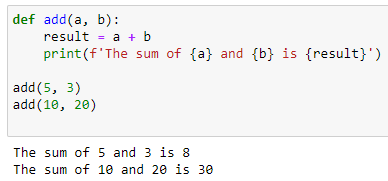 def add(a, b):
    result = a + b
    print(f'The sum of {a} and {b} is {result}')

add(5, 3)
add(10, 20)

The sum of 5 and 3 is 8
The sum of 10 and 20 is 30